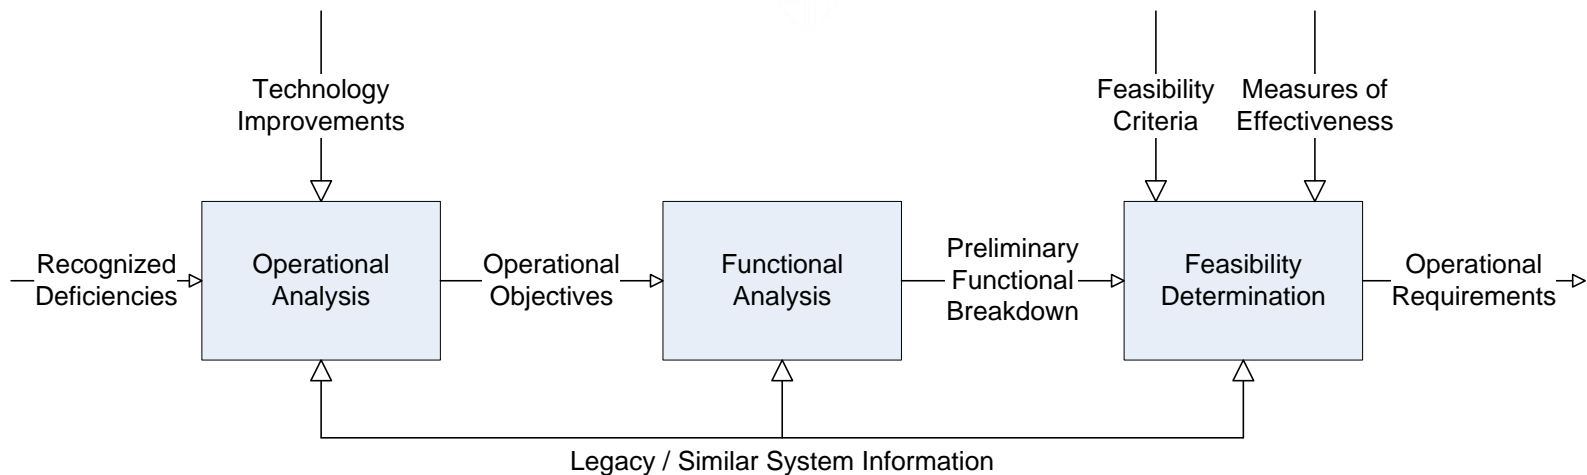 Technology
Improvements
Feasibility
Criteria
Measures of
Effectiveness
Recognized
Deficiencies
Operational
Analysis
Operational
Objectives
Functional
Analysis
Preliminary
Functional
Breakdown
Feasibility
Determination
Operational
Requirements
Legacy / Similar System Information